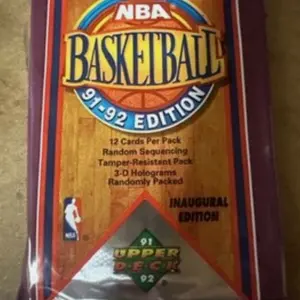 NBA
BASKETBALL
91-92 EDITION
12 Cards Per Pack
Random Sequencing
Tamper-Resistant Pack
3-D Holograms
Randomly Packed
INAUGURAL
EDITION
NBA
91
UPPER
DECK
92